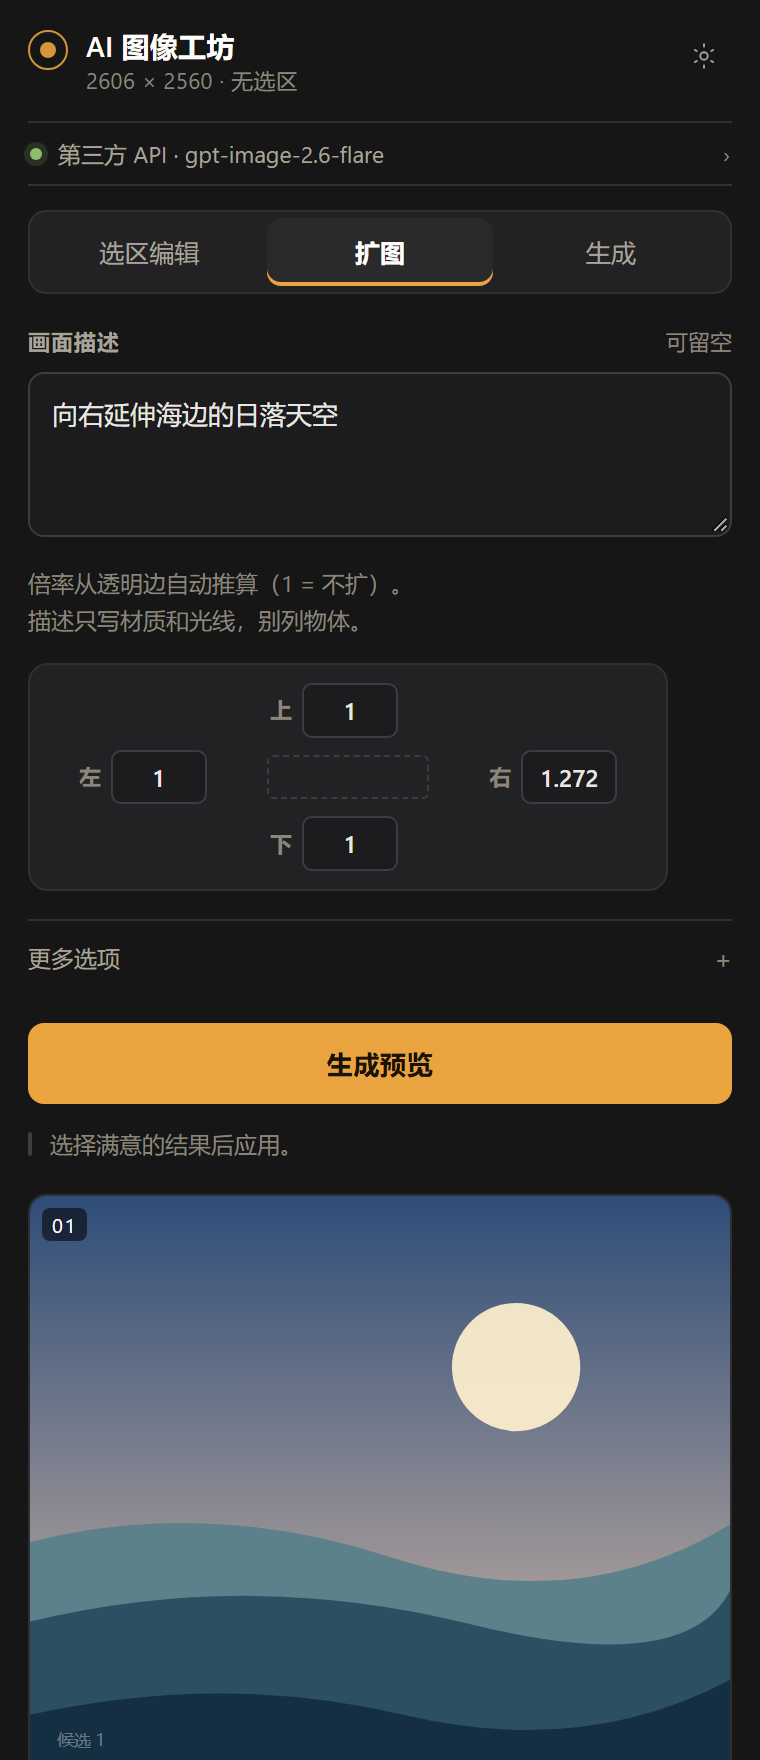 AI 图像工坊
2606 × 2560 · 无选区
第三方 API · gpt-image-2.6-flare
选区编辑 扩图 生成
画面描述 可留空
向右延伸海边的日落天空
倍率从透明边自动推算（1 = 不扩）。
描述只写材质和光线，别列物体。
上 1
左 1 右 1.272
下 1
更多选项 +
生成预览
选择满意的结果后应用。
01
候选 1